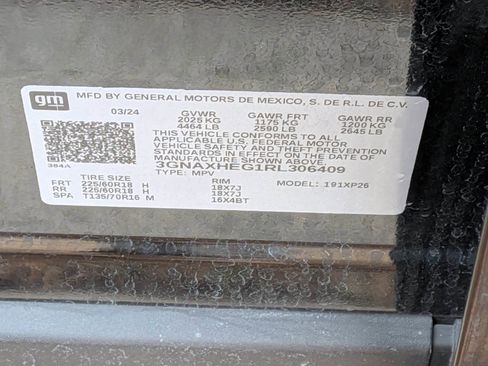 gm
MFD BY GENERAL MOTORS DE MEXICO, S. DE R.L. DE C.V.
03/24 GVWR GAWR FRT GAWR RR
2025 KG 1175 KG 1200 KG
4464 LB 2590 LB 2645 LB
THIS VEHICLE CONFORMS TO ALL
APPLICABLE U.S. FEDERAL MOTOR
VEHICLE SAFETY AND THEFT PREVENTION
STANDARDS IN EFFECT ON THE DATE OF
MANUFACTURE SHOWN ABOVE.
384A 3GNAXHEG1RL306409
TYPE: MPV
TIRE SIZE RIM MODEL: 191XP26
FRT 225/60R18 H 18X7J
RR 225/60R18 H 18X7J
SPA T135/70R16 M 16X4BT